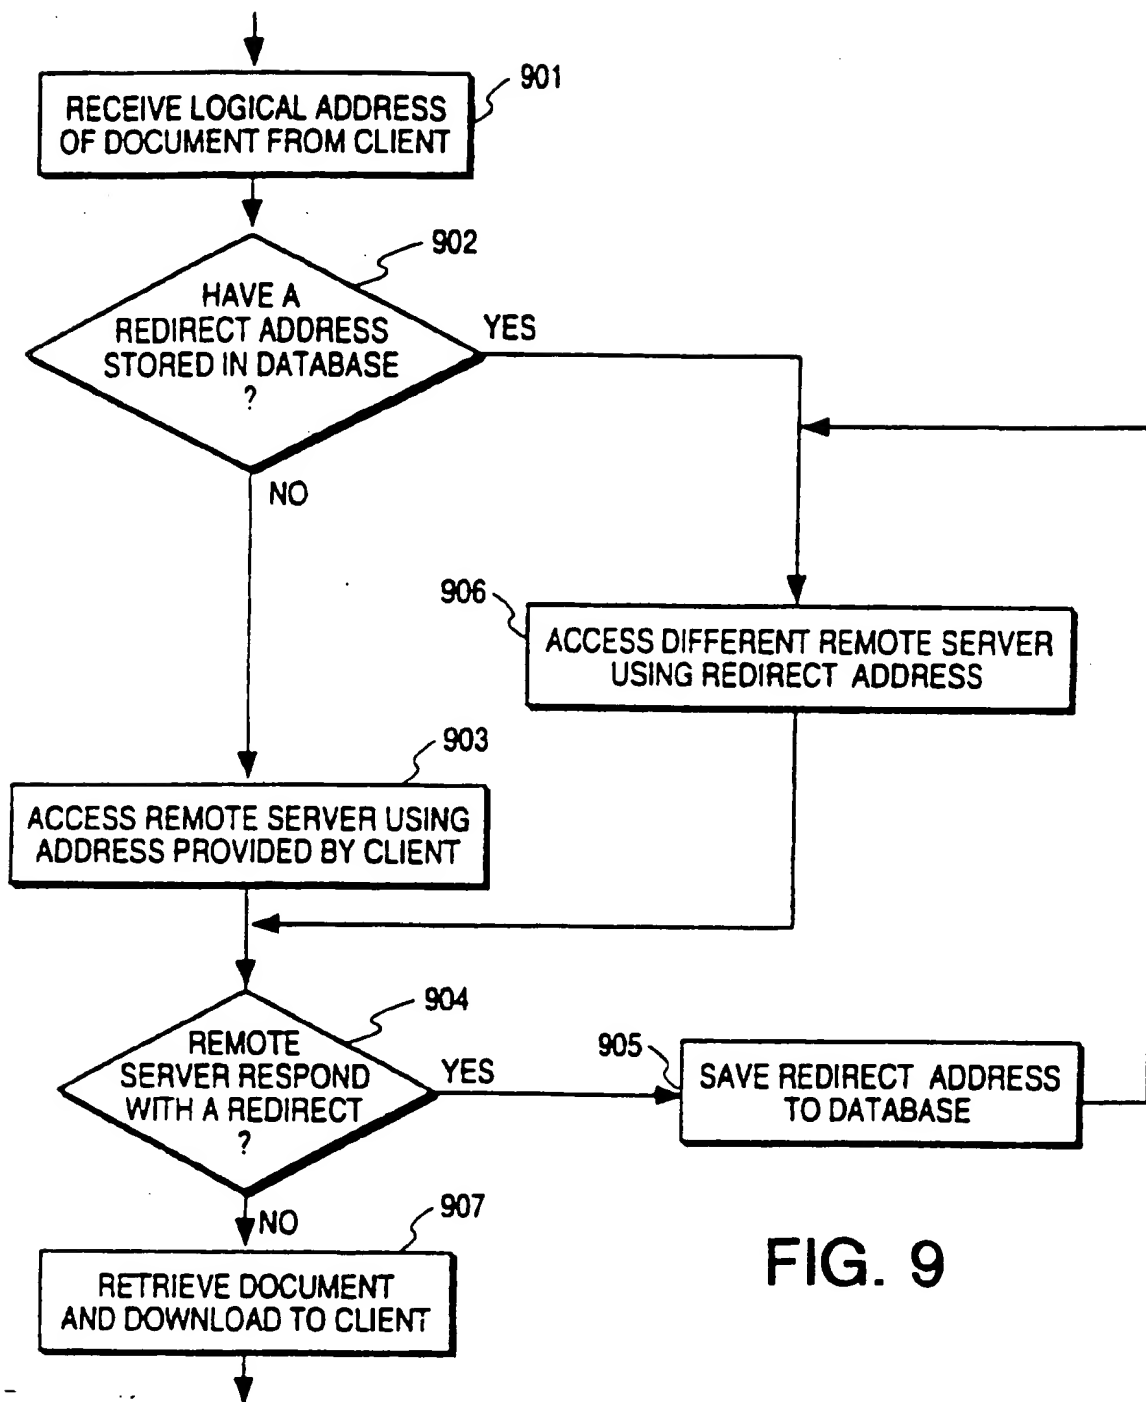 901
RECEIVE LOGICAL ADDRESS
OF DOCUMENT FROM CLIENT
902
HAVE A
REDIRECT ADDRESS
STORED IN DATABASE
?
YES
NO
906
ACCESS DIFFERENT REMOTE SERVER
USING REDIRECT ADDRESS
903
ACCESS REMOTE SERVER USING
ADDRESS PROVIDED BY CLIENT
904
REMOTE
SERVER RESPOND
WITH A REDIRECT
?
YES
905
SAVE REDIRECT ADDRESS
TO DATABASE
NO
907
RETRIEVE DOCUMENT
AND DOWNLOAD TO CLIENT
FIG. 9